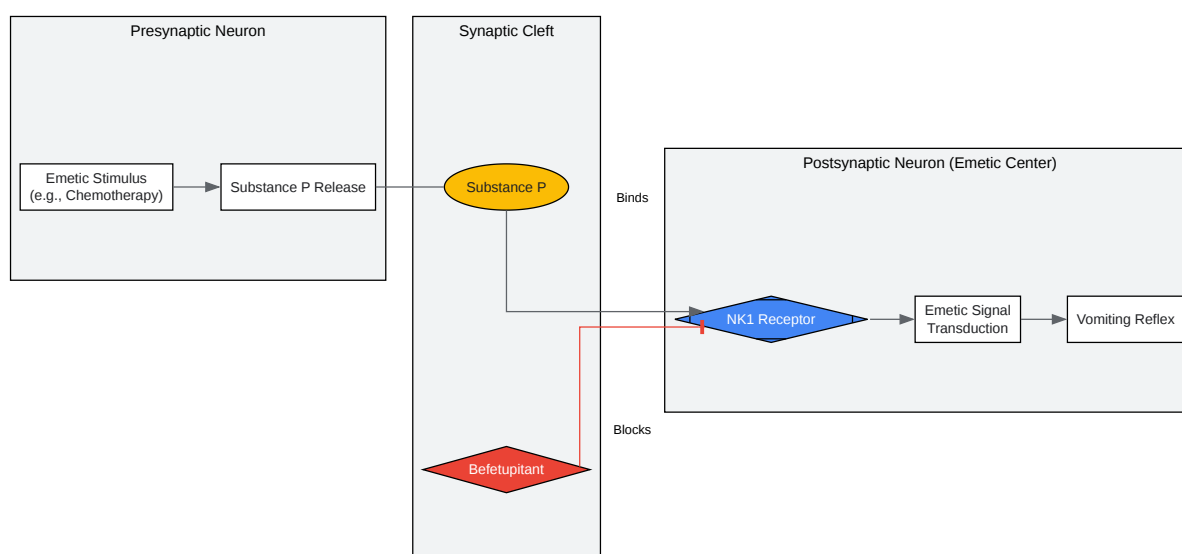 Presynaptic Neuron
Synaptic Cleft
Postsynaptic Neuron (Emetic Center)
Emetic Stimulus
(e.g., Chemotherapy)
Substance P Release
Substance P
Binds
NK1 Receptor
Emetic Signal
Transduction
Vomiting Reflex
Blocks
Befetupitant